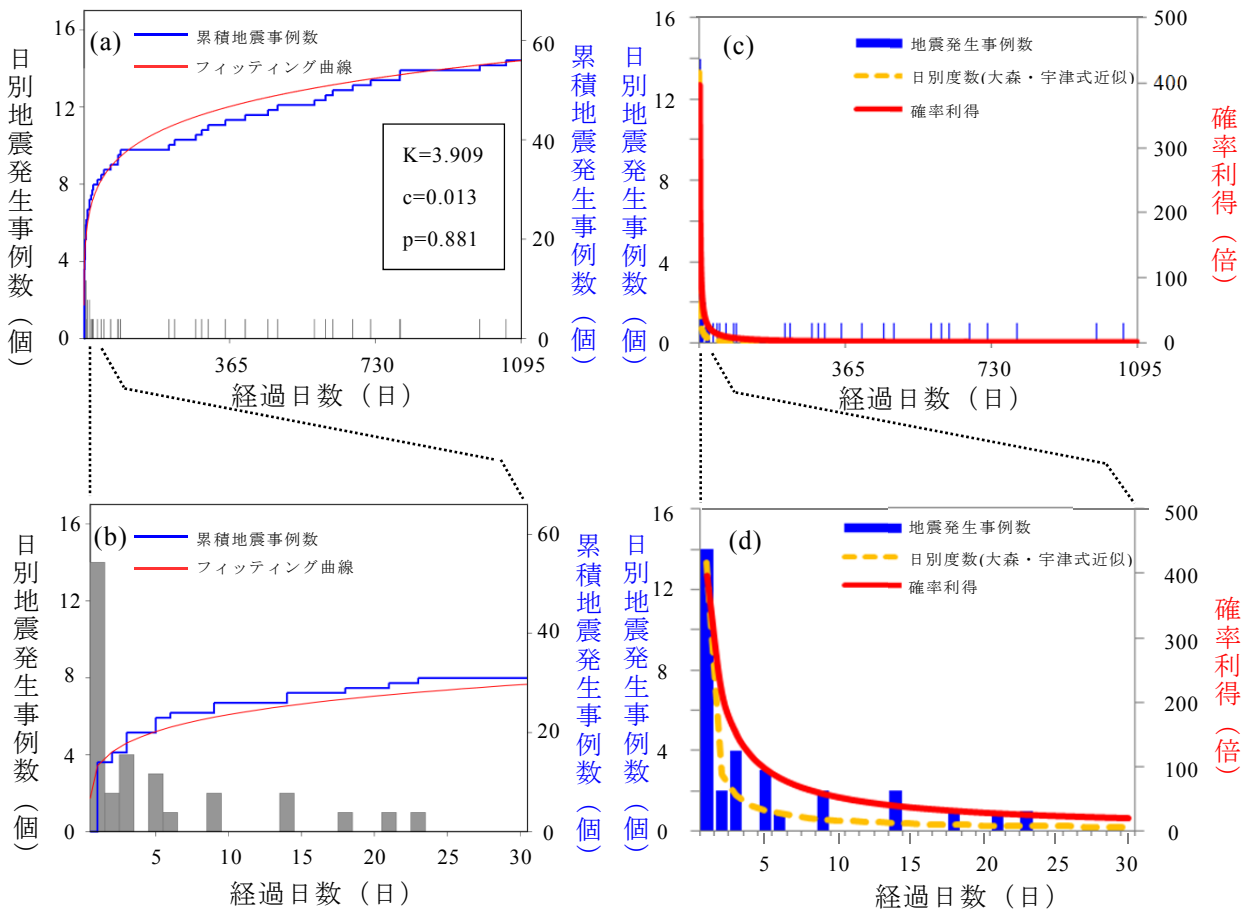 (a)
累積地震事例数
フィッティング曲線
K=3.909
c=0.013
p=0.881
16
12
8
4
0
60
40
20
0
365
730
1095
経過日数（日）
日別地震発生事例数（個）
累積地震発生事例数（個）
(c)
地震発生事例数
日別度数(大森・宇津式近似)
確率利得
16
12
8
4
0
500
400
300
200
100
0
365
730
1095
経過日数（日）
日別地震発生事例数（個）
確率利得（倍）
(b)
累積地震事例数
フィッティング曲線
16
12
8
4
0
60
40
20
0
5
10
15
20
25
30
経過日数（日）
日別地震発生事例数（個）
累積地震発生事例数（個）
(d)
地震発生事例数
日別度数(大森・宇津式近似)
確率利得
16
12
8
4
0
500
400
300
200
100
0
5
10
15
20
25
30
経過日数（日）
日別地震発生事例数（個）
確率利得（倍）